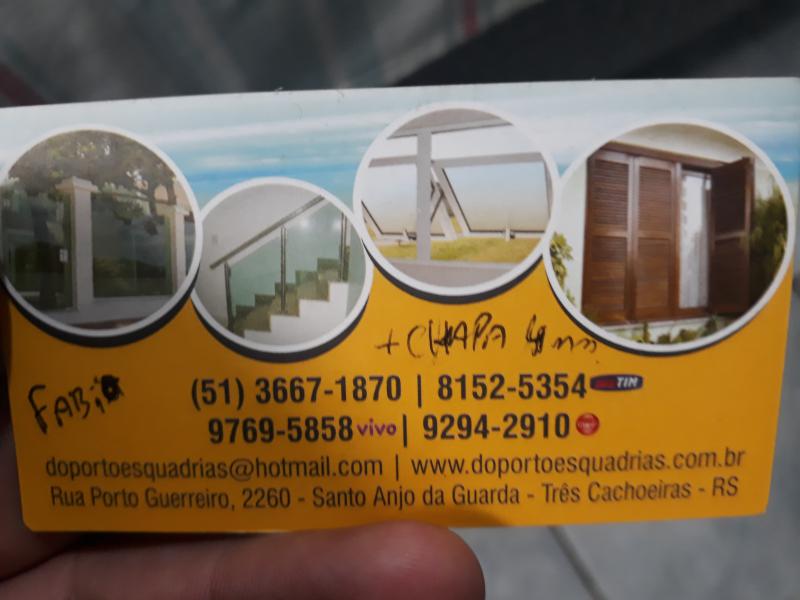 + CHAPA 4mm
FABiO
(51) 3667-1870 | 8152-5354 TIM
9769-5858 vivo | 9294-2910 Claro
doportoesquadrias@hotmail.com | www.doportoesquadrias.com.br
Rua Porto Guerreiro, 2260 - Santo Anjo da Guarda - Três Cachoeiras - RS